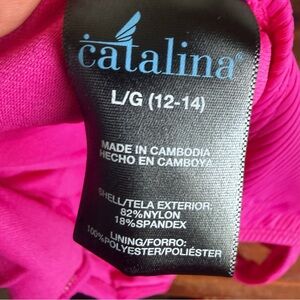 catalina®
L/G (12-14)
MADE IN CAMBODIA
HECHO EN CAMBOYA
SHELL/TELA EXTERIOR:
82%NYLON
18%SPANDEX
LINING/FORRO:
100%POLYESTER/POLIÉSTER